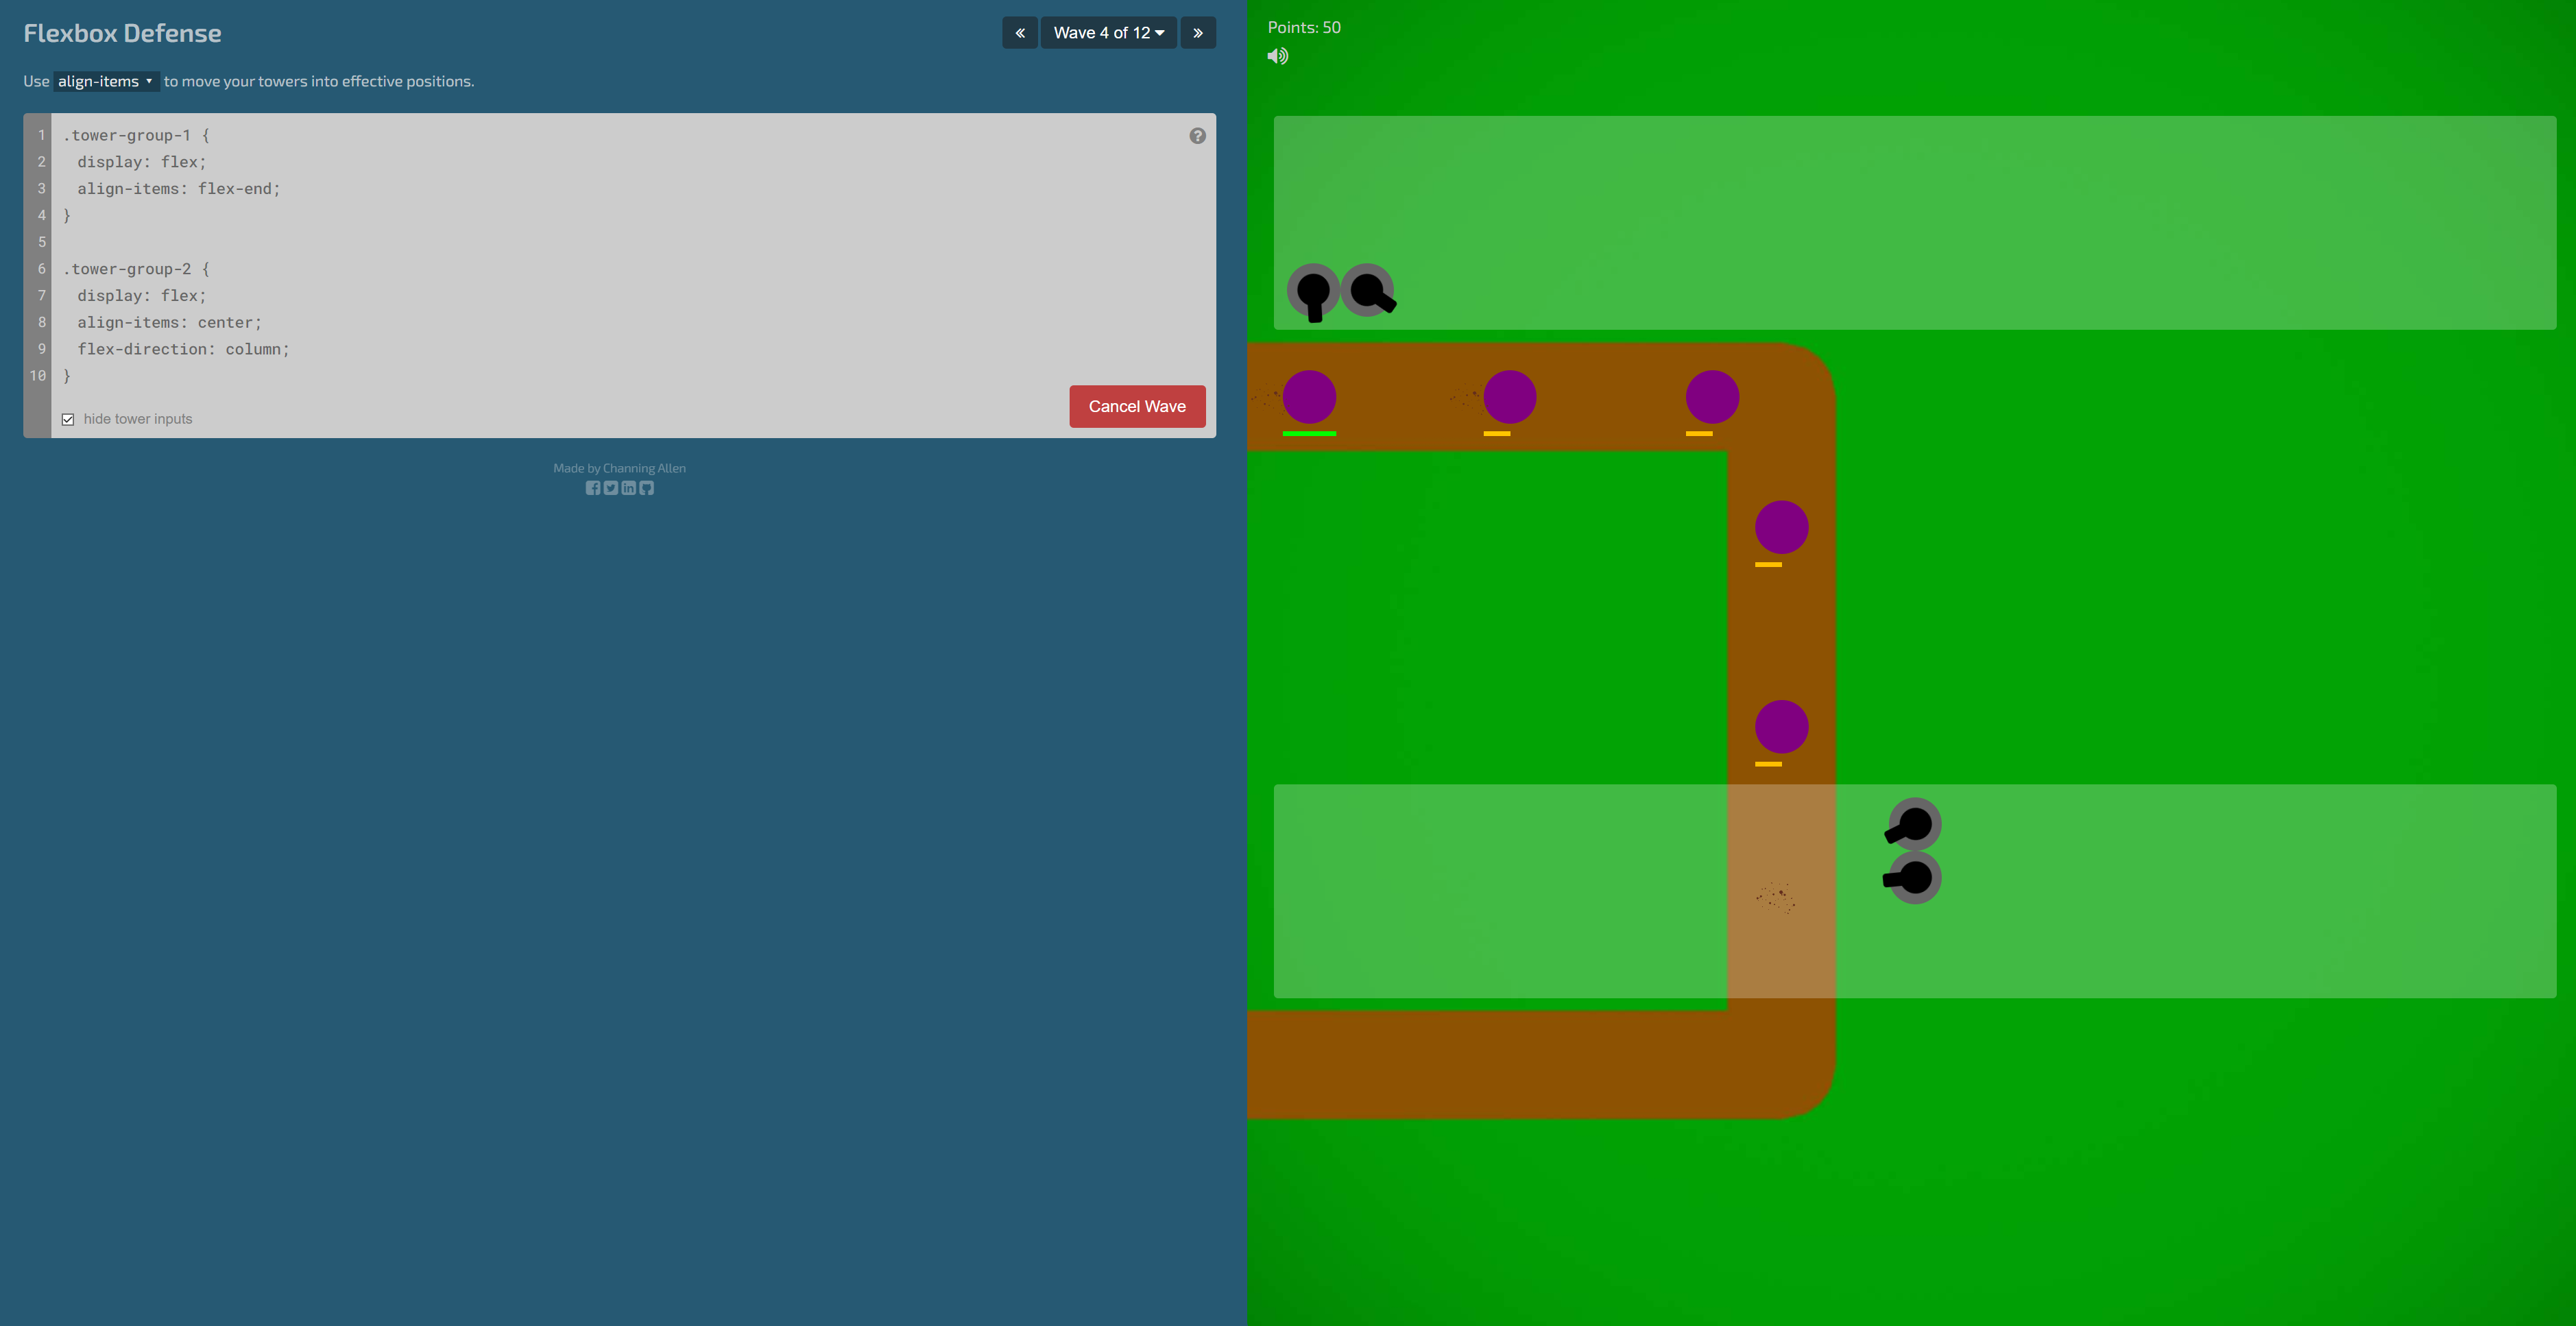 Flexbox Defense
« Wave 4 of 12 »
Use align-items to move your towers into effective positions.
1 .tower-group-1 {
2 display: flex;
3 align-items: flex-end;
4 }
5
6 .tower-group-2 {
7 display: flex;
8 align-items: center;
9 flex-direction: column;
10 }
?
hide tower inputs
Cancel Wave
Made by Channing Allen
Points: 50